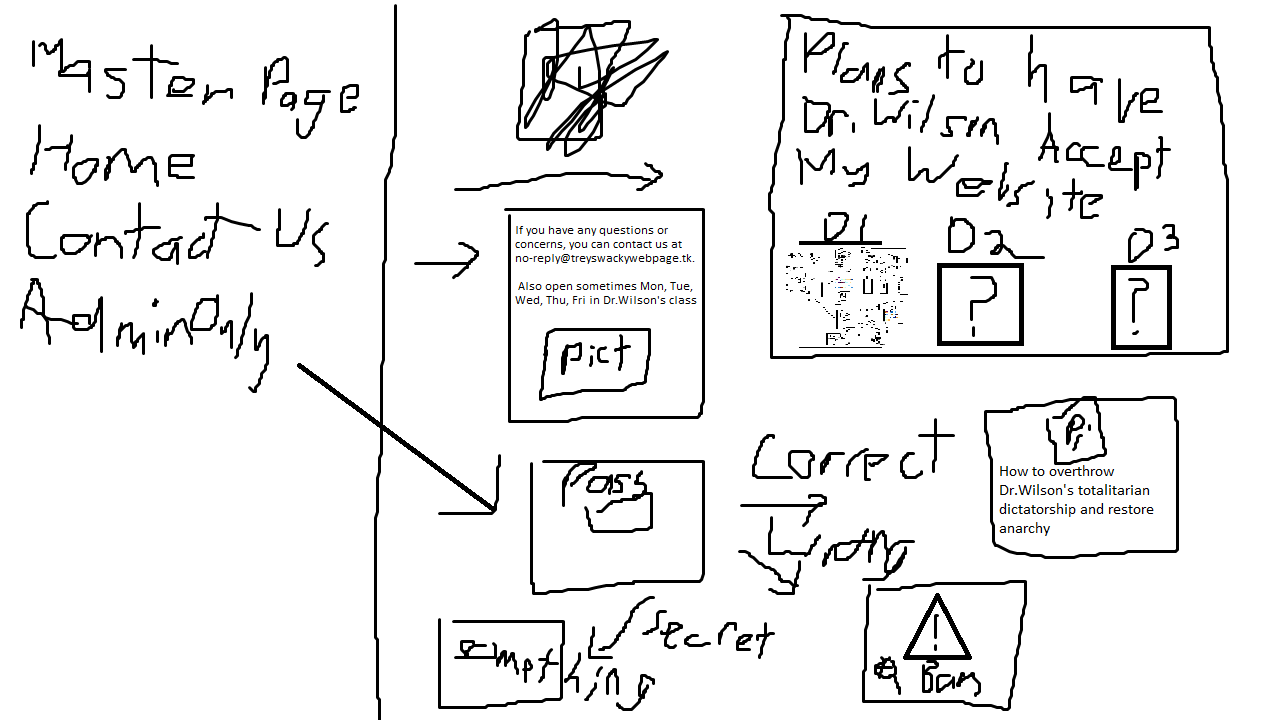 Master Page
Home
Contact Us
Admin Only
Plans to have
Dr. Wilson Accept
My Website
D1
D2
D3
?
?
If you have any questions or
concerns, you can contact us at
no-reply@treyswackywebpage.tk.
Also open sometimes Mon, Tue,
Wed, Thu, Fri in Dr.Wilson's class
Pict
Pass
Correct
Wrong
Pi
How to overthrow
Dr.Wilson's totalitarian
dictatorship and restore
anarchy
secret
!
Ban